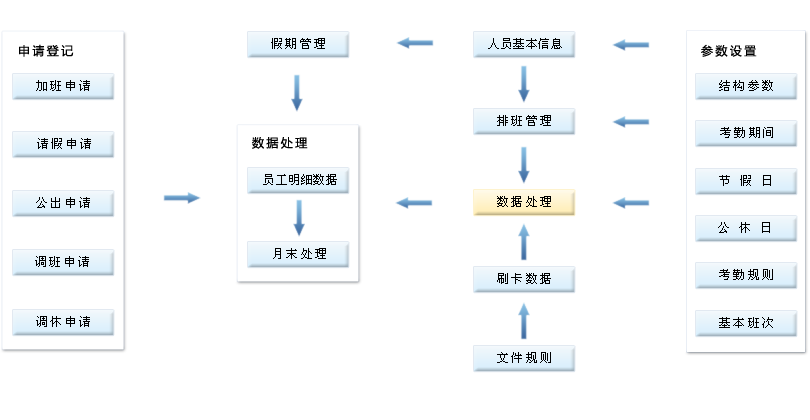 申请登记
加班申请
请假申请
公出申请
调班申请
调休申请
假期管理
数据处理
员工明细数据
月末处理
人员基本信息
排班管理
数据处理
刷卡数据
文件规则
参数设置
结构参数
考勤期间
节 假 日
公 休 日
考勤规则
基本班次